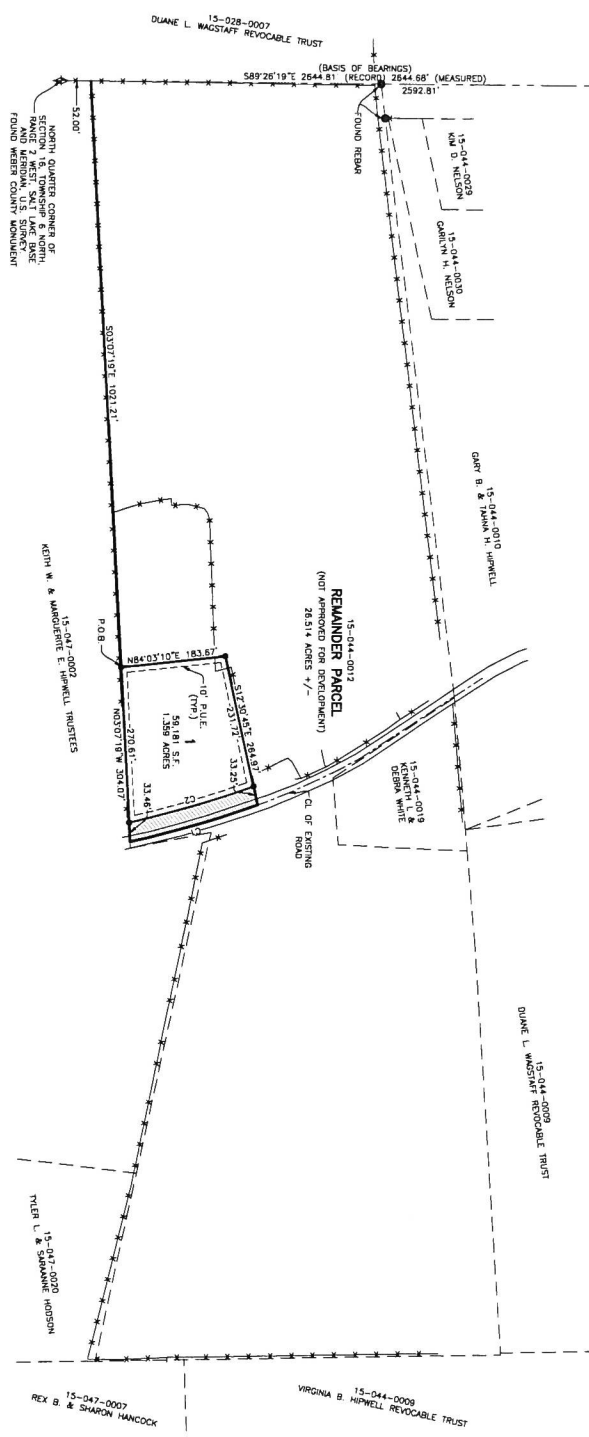 15-028-0007
DUANE L. WAGSTAFF REVOCABLE TRUST
(BASIS OF BEARINGS)
S89°26'19"E 2644.81 (RECORD) 2644.68' (MEASURED)
2592.81'
52.00'
FOUND REBAR
NORTH QUARTER CORNER OF
SECTION 16, TOWNSHIP 6 NORTH,
RANGE 2 WEST, SALT LAKE BASE
AND MERIDIAN, U.S. SURVEY.
FOUND WEBER COUNTY MONUMENT
15-044-0029
KIM D. NELSON
15-044-0030
GARILYN H. NELSON
15-044-0010
GARY B. & TAHNA H. HIPWELL
S03°07'19"E 1021.21'
15-044-0012
REMAINDER PARCEL
(NOT APPROVED FOR DEVELOPMENT)
26.514 ACRES +/-
15-047-0002
KEITH W. & MARGUERITE E. HIPWELL TRUSTEES
P.O.B.
N84°03'10"E 183.67'
S12°30'45"E 264.97'
-231.72'
33.25'
10' P.U.E.
(TYP.)
1
59,181 S.F.
1.359 ACRES
-270.61'
33.46'
N03°07'19"W 304.07'
C2
C1
CL OF EXISTING
ROAD
15-044-0019
KENNETH L &
DEBRA WHITE
15-044-0009
DUANE L. WAGSTAFF REVOCABLE TRUST
15-047-0020
TYLER L. & SARAANNE HODSON
15-047-0007
REX B. & SHARON HANCOCK
15-044-0009
VIRGINIA B. HIPWELL REVOCABLE TRUST